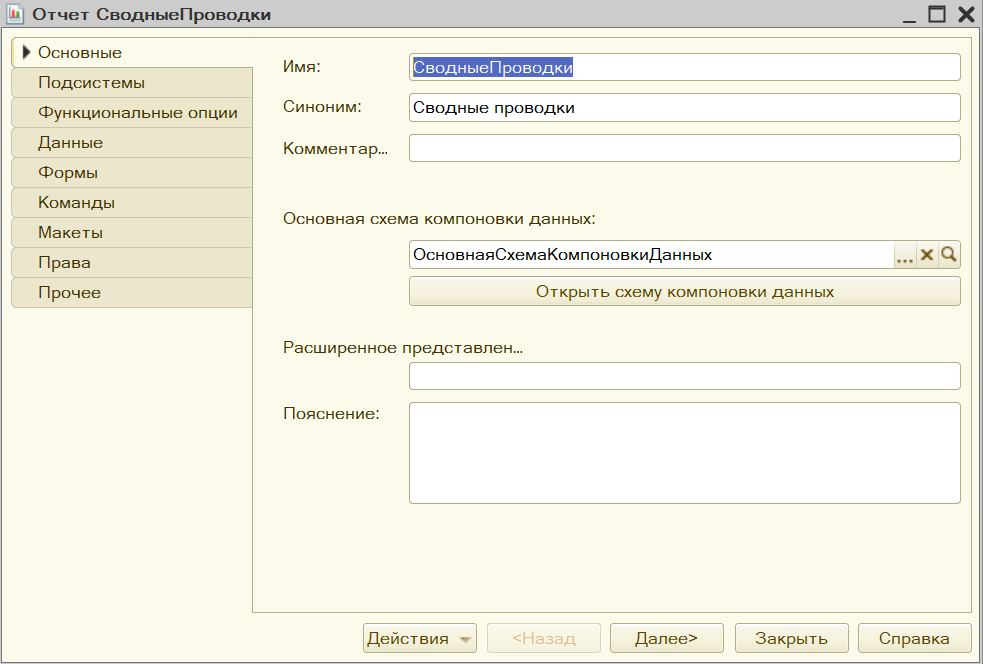 Отчет СводныеПроводки
Основные
Подсистемы
Функциональные опции
Данные
Формы
Команды
Макеты
Права
Прочее
Имя: СводныеПроводки
Синоним: Сводные проводки
Комментар...
Основная схема компоновки данных:
ОсновнаяСхемаКомпоновкиДанных ...
Открыть схему компоновки данных
Расширенное представлен...
Пояснение:
Действия <Назад Далее> Закрыть Справка